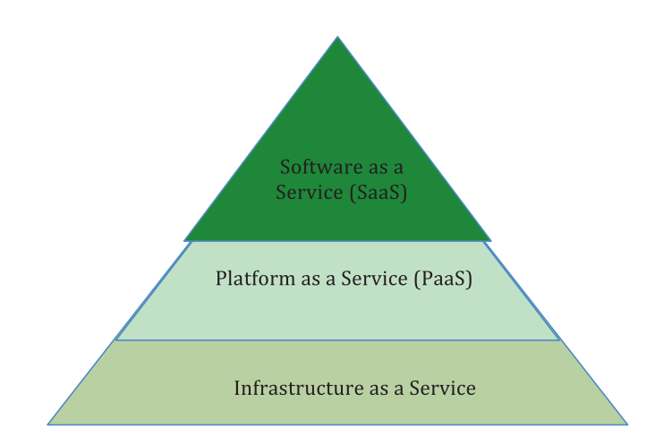 Software as a
Service (SaaS)
Platform as a Service (PaaS)
Infrastructure as a Service